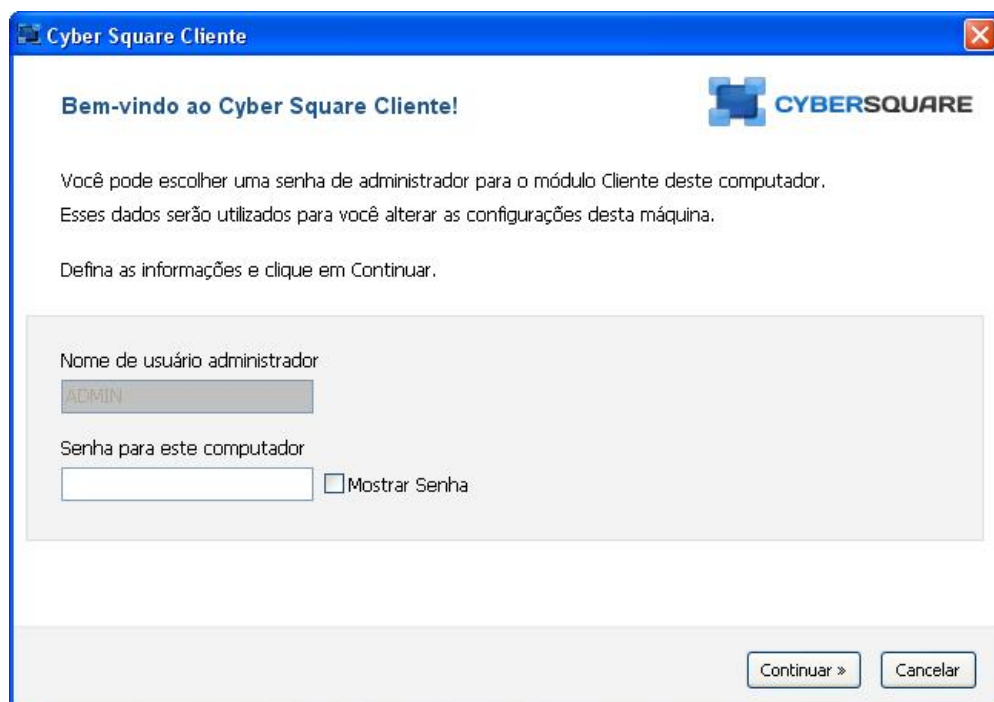 Cyber Square Cliente
Bem-vindo ao Cyber Square Cliente!
CYBERSQUARE
Você pode escolher uma senha de administrador para o módulo Cliente deste computador.
Esses dados serão utilizados para você alterar as configurações desta máquina.
Defina as informações e clique em Continuar.
Nome de usuário administrador
ADMIN
Senha para este computador
Mostrar Senha
Continuar »
Cancelar